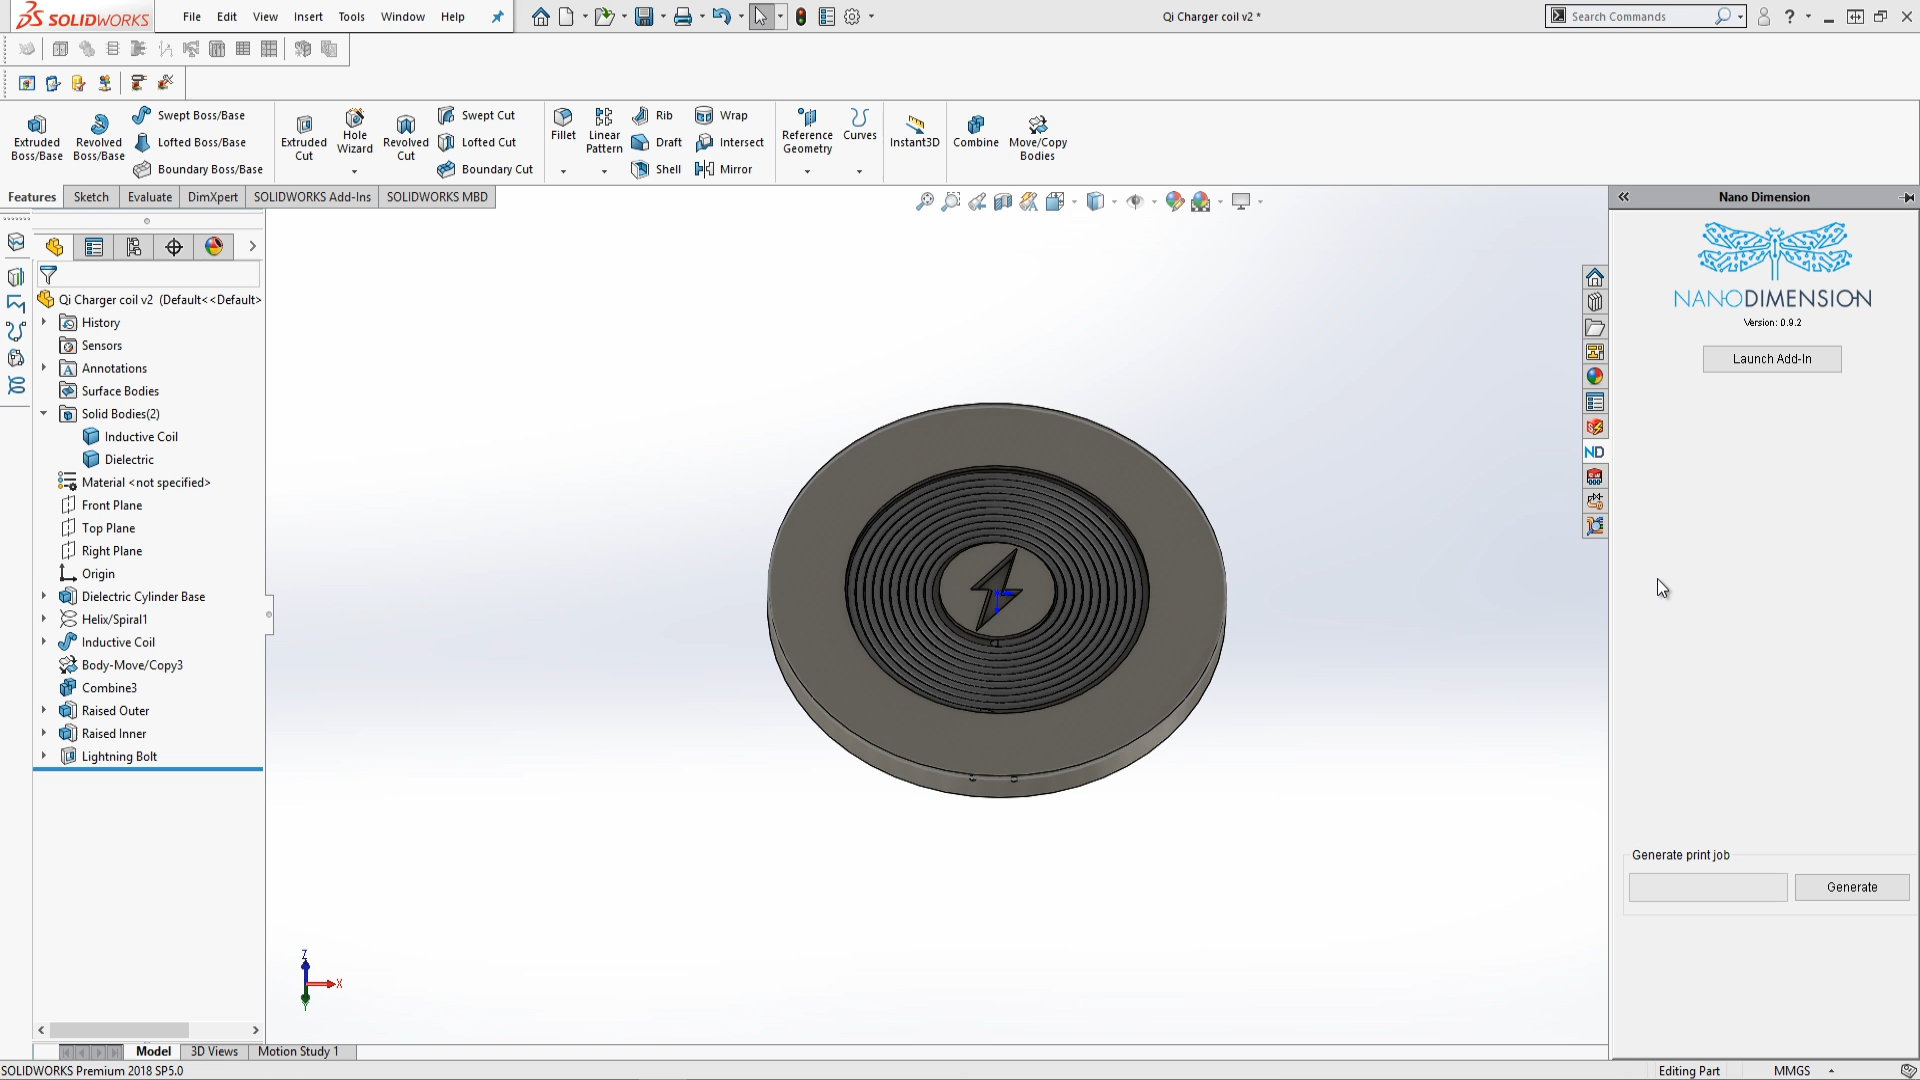 SOLIDWORKS
File Edit View Insert Tools Window Help
Qi Charger coil v2 *
Search Commands
Extruded Boss/Base
Revolved Boss/Base
Swept Boss/Base
Lofted Boss/Base
Boundary Boss/Base
Extruded Cut
Hole Wizard
Revolved Cut
Swept Cut
Lofted Cut
Boundary Cut
Fillet
Linear Pattern
Rib
Draft
Shell
Wrap
Intersect
Mirror
Reference Geometry
Curves
Instant3D
Combine
Move/Copy Bodies
Features Sketch Evaluate DimXpert SOLIDWORKS Add-Ins SOLIDWORKS MBD
Qi Charger coil v2 (Default<<Default>
History
Sensors
Annotations
Surface Bodies
Solid Bodies(2)
Inductive Coil
Dielectric
Material <not specified>
Front Plane
Top Plane
Right Plane
Origin
Dielectric Cylinder Base
Helix/Spiral1
Inductive Coil
Body-Move/Copy3
Combine3
Raised Outer
Raised Inner
Lightning Bolt
Z
X
Y
Nano Dimension
NANODIMENSION
Version: 0.9.2
Launch Add-In
ND
Generate print job
Generate
Model 3D Views Motion Study 1
SOLIDWORKS Premium 2018 SP5.0
Editing Part
MMGS